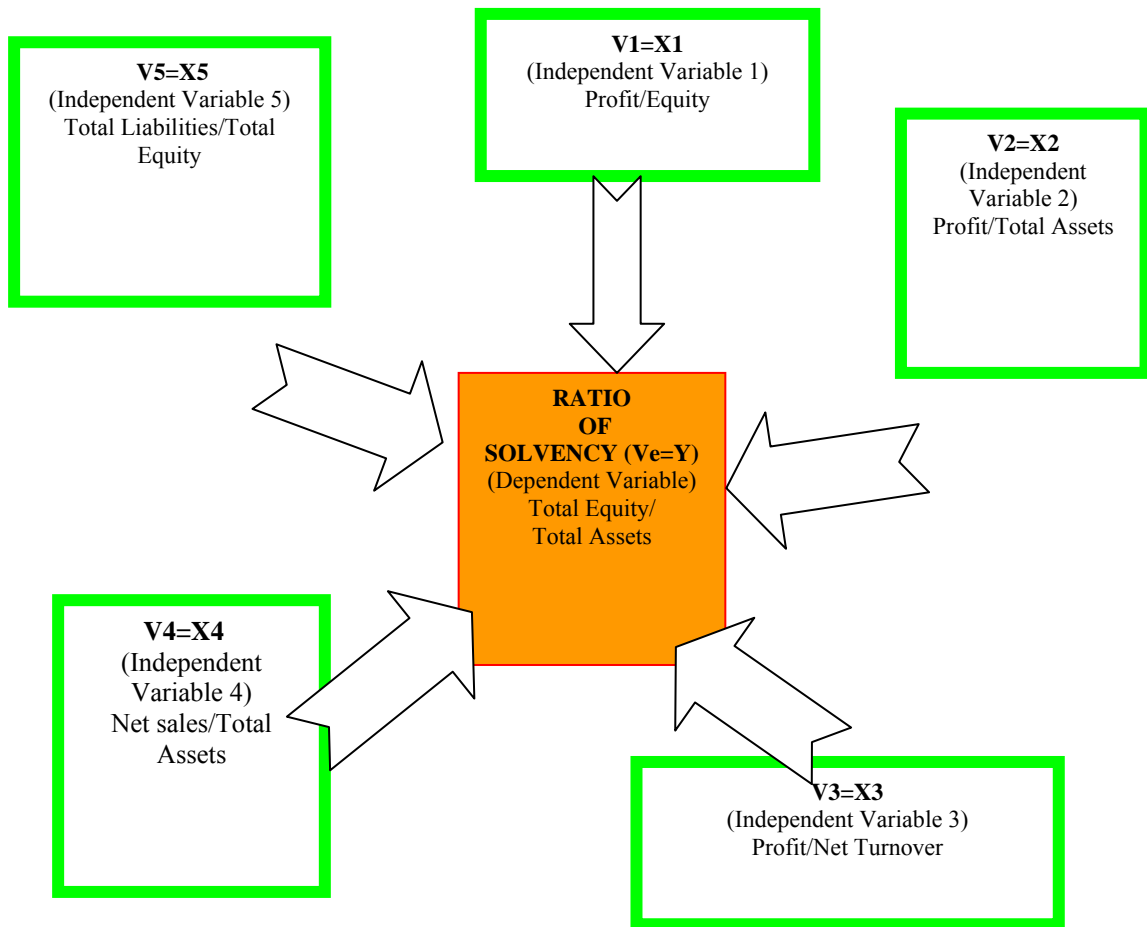 V1=X1
(Independent Variable 1)
Profit/Equity
V5=X5
(Independent Variable 5)
Total Liabilities/Total
Equity
V2=X2
(Independent
Variable 2)
Profit/Total Assets
RATIO
OF
SOLVENCY (Ve=Y)
(Dependent Variable)
Total Equity/
Total Assets
V4=X4
(Independent
Variable 4)
Net sales/Total
Assets
V3=X3
(Independent Variable 3)
Profit/Net Turnover